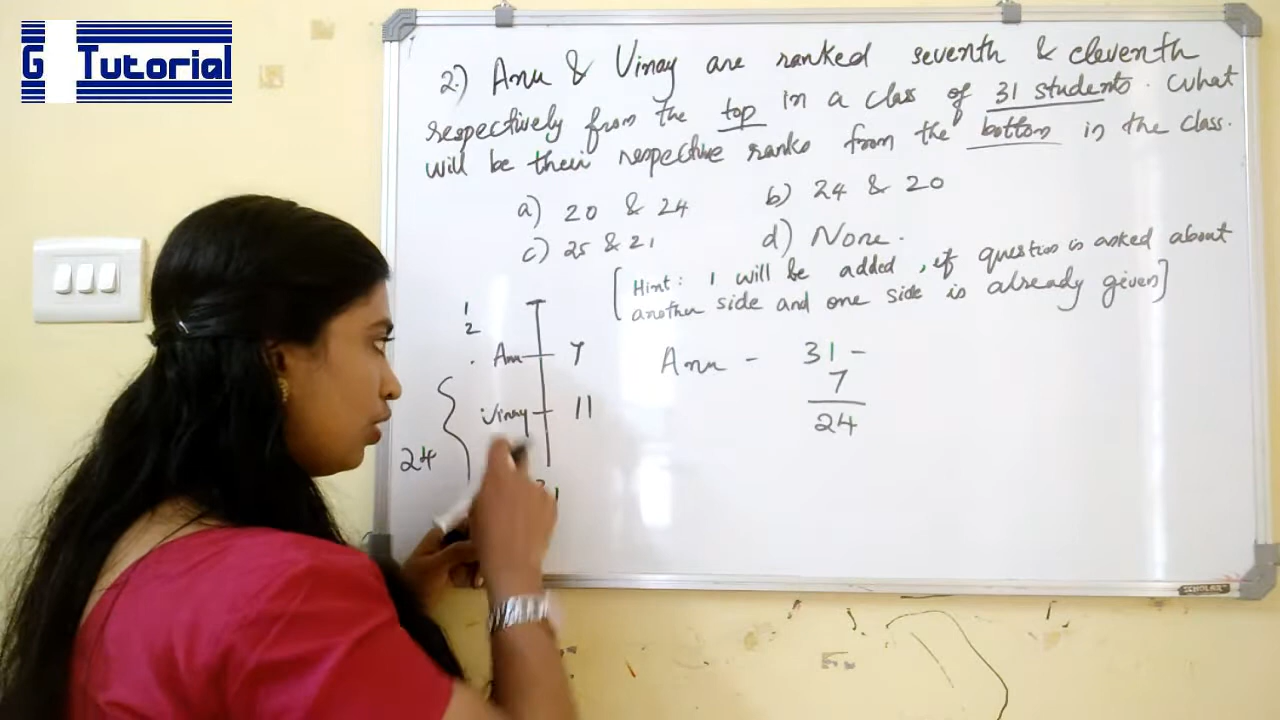 G Tutorial
2.) Anu & Vinay are ranked seventh & eleventh
respectively from the top in a class of 31 students. What
will be their respective ranks from the bottom in the class.
a) 20 & 24 b) 24 & 20
c) 25 & 21 d) None.
[Hint: 1 will be added, if question is asked about
another side and one side is already given]
1
2
Anu 7
Vinay 11
24
31
Anu - 31 -
7
24